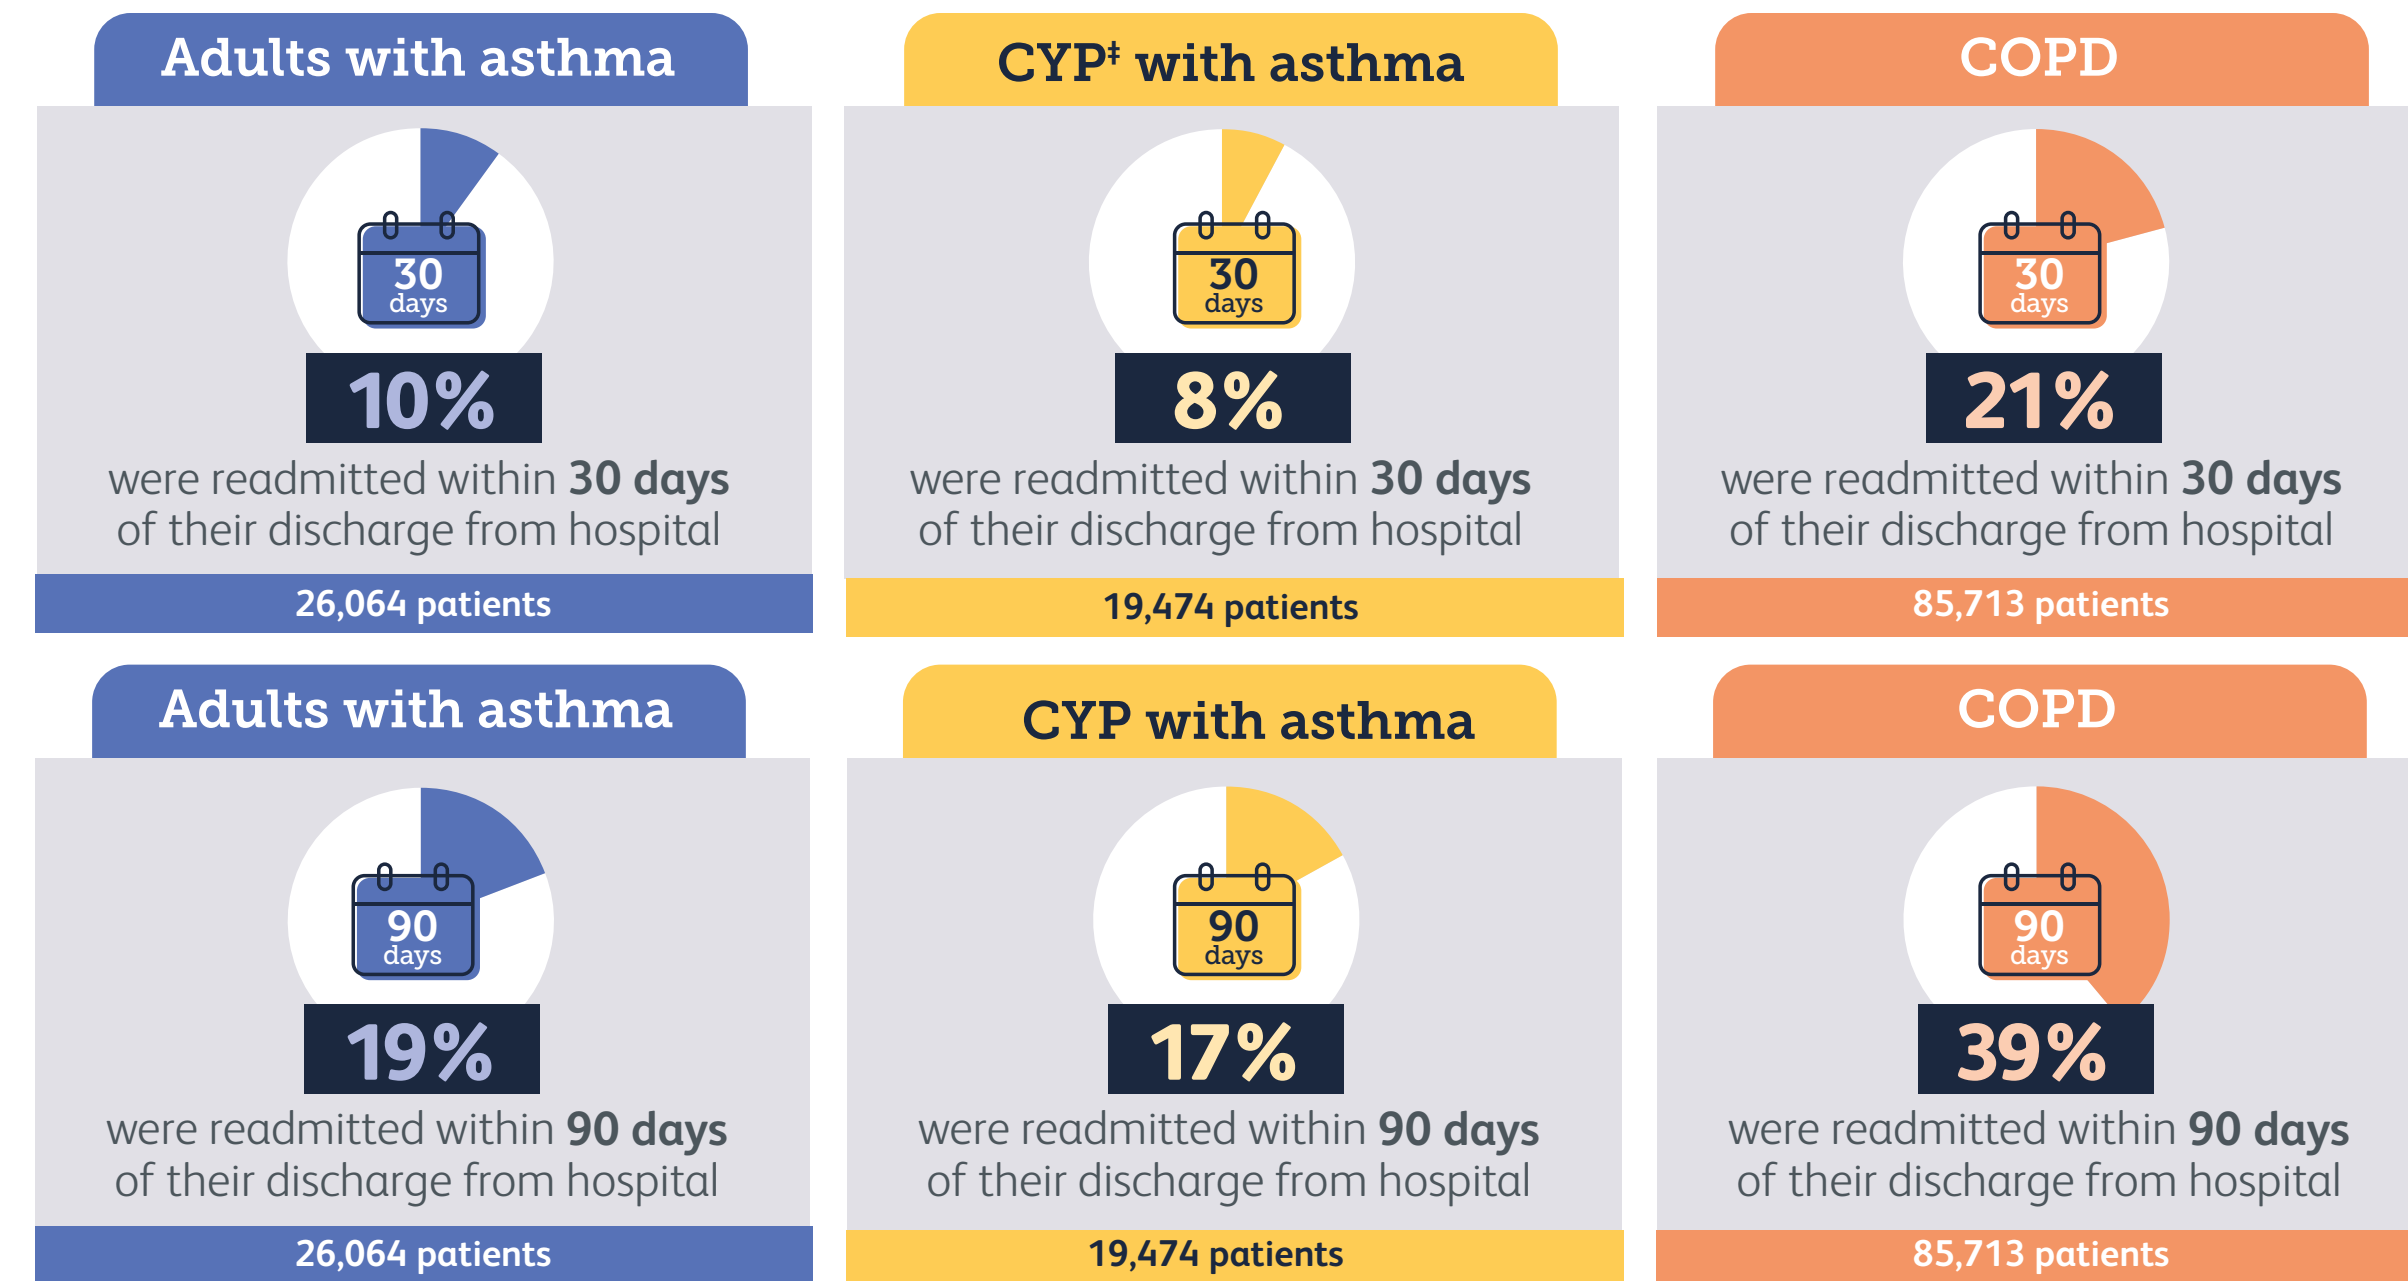 Adults with asthma
30
days
10%
were readmitted within 30 days
of their discharge from hospital
26,064 patients
CYP‡ with asthma
30
days
8%
were readmitted within 30 days
of their discharge from hospital
19,474 patients
COPD
30
days
21%
were readmitted within 30 days
of their discharge from hospital
85,713 patients
Adults with asthma
90
days
19%
were readmitted within 90 days
of their discharge from hospital
26,064 patients
CYP with asthma
90
days
17%
were readmitted within 90 days
of their discharge from hospital
19,474 patients
COPD
90
days
39%
were readmitted within 90 days
of their discharge from hospital
85,713 patients